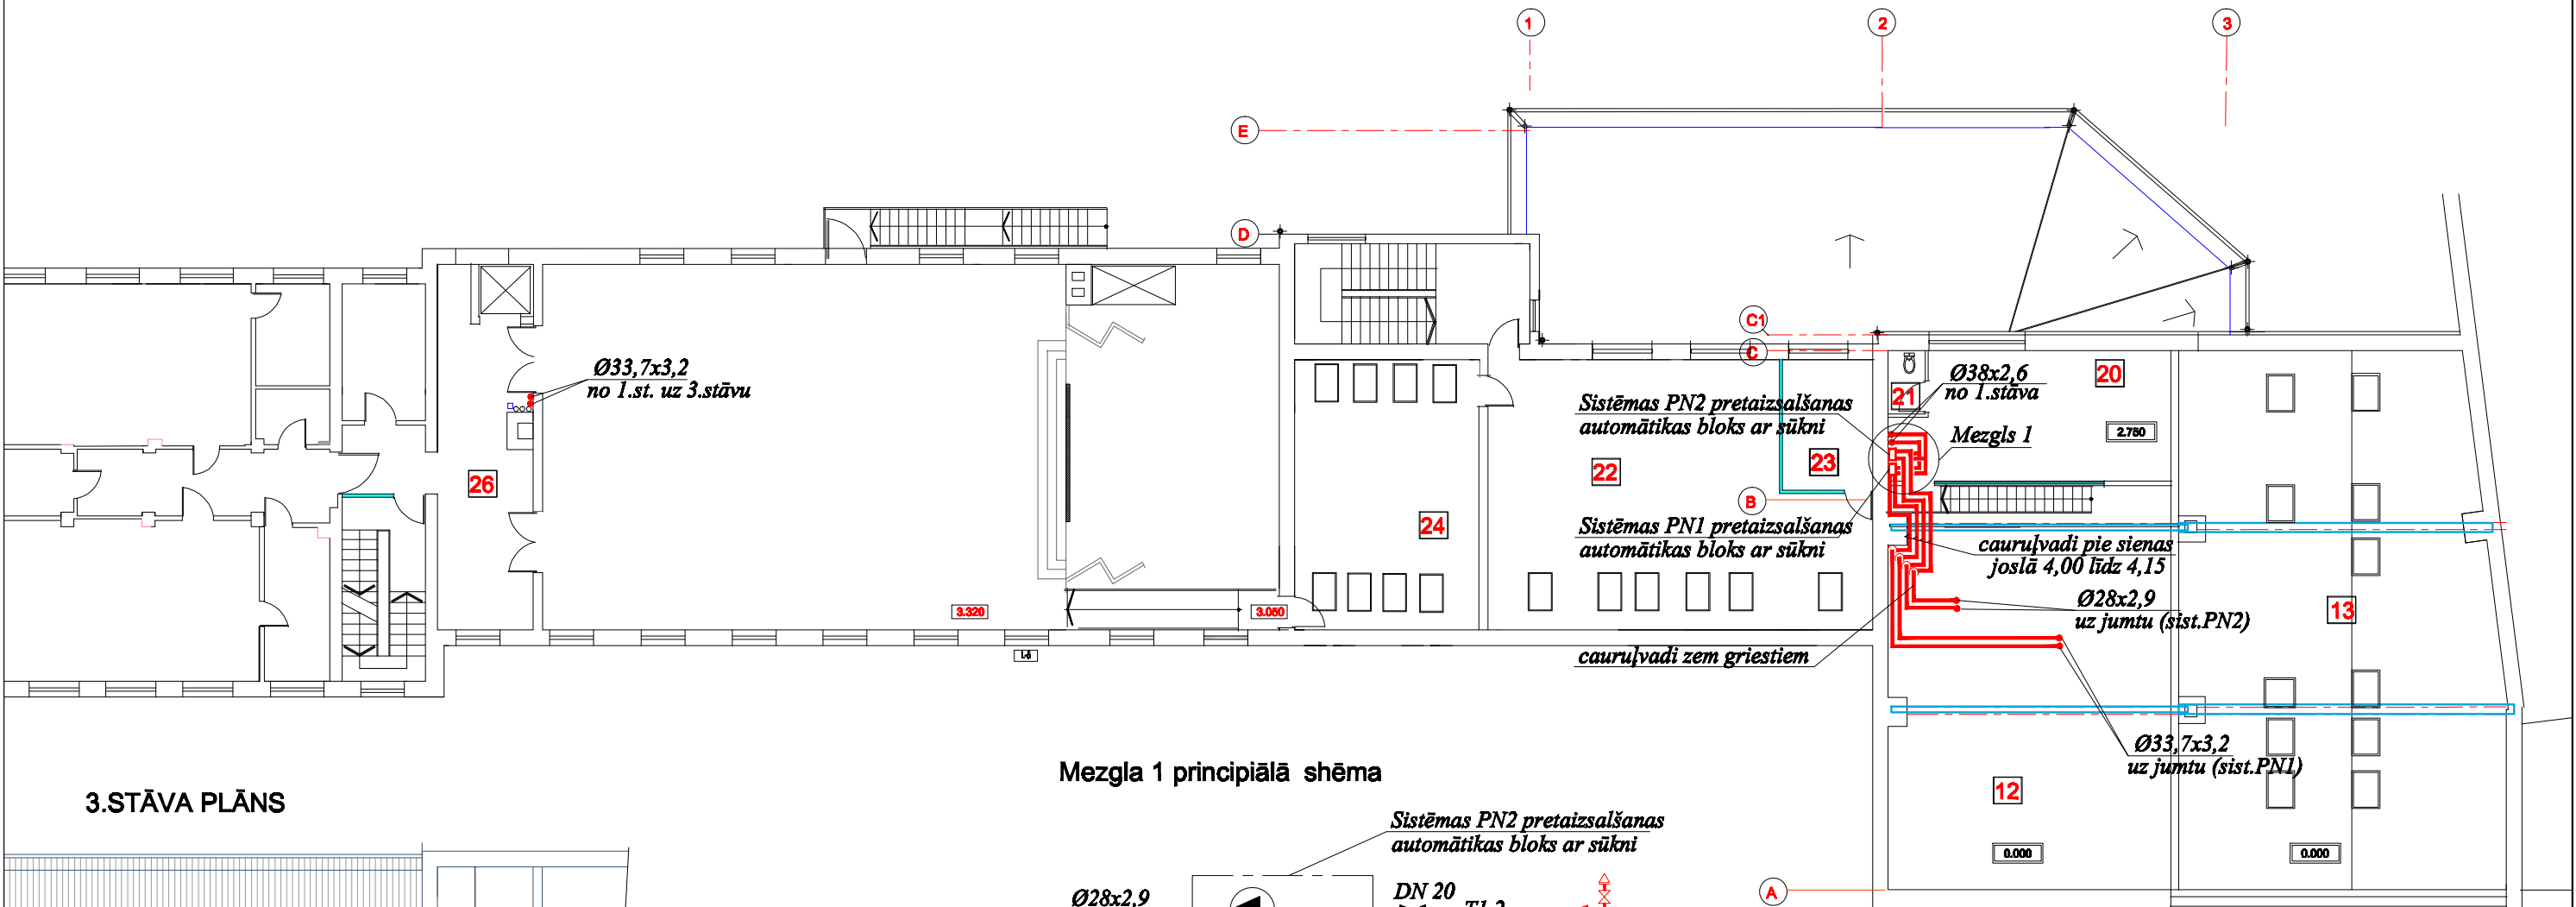 1
2
3
E
D
C1
C
Ø33,7x3,2
no 1.st. uz 3.stāvu
Ø38x2,6
no 1.stāva
20
21
Sistēmas PN2 pretaizsalšanas
automātikas bloks ar sūkni
Mezgls 1
2.780
26
22
23
B
24
Sistēmas PN1 pretaizsalšanas
automātikas bloks ar sūkni
cauruļvadi pie sienas
joslā 4,00 līdz 4,15
Ø28x2,9
uz jumtu (sist.PN2)
13
3.320
3.050
cauruļvadi zem griestiem
Ø33,7x3,2
uz jumtu (sist.PN1)
Mezgla 1 principiālā shēma
3.STĀVA PLĀNS
12
Sistēmas PN2 pretaizsalšanas
automātikas bloks ar sūkni
0.000
0.000
Ø28x2,9
DN 20
A